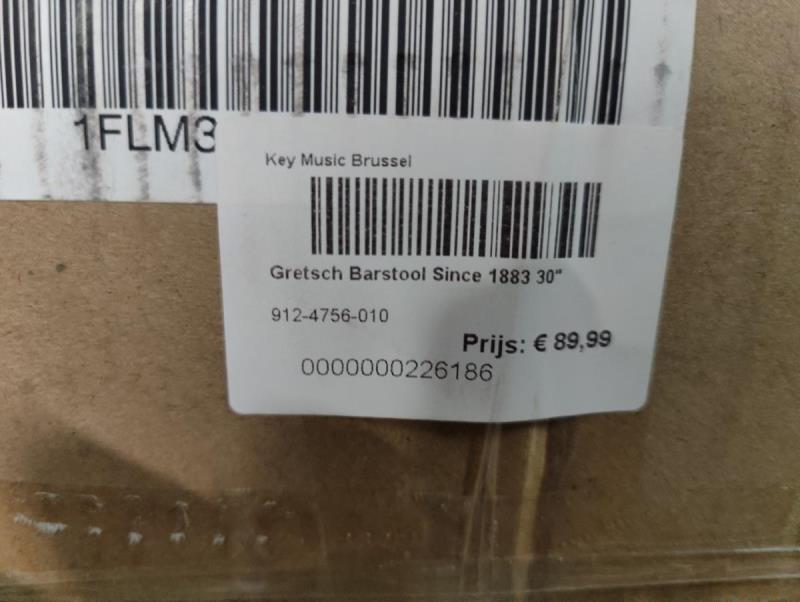 1FLM3
Key Music Brussel
Gretsch Barstool Since 1883 30"
912-4756-010
Prijs: € 89,99
0000000226186